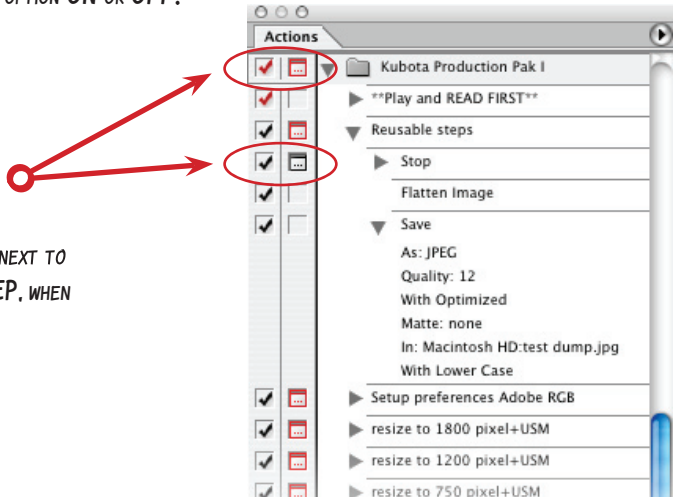 OPTION ON OR OFF.
NEXT TO
EP, WHEN
Actions
Kubota Production Pak I
**Play and READ FIRST**
Reusable steps
Stop
Flatten Image
Save
As: JPEG
Quality: 12
With Optimized
Matte: none
In: Macintosh HD:test dump.jpg
With Lower Case
Setup preferences Adobe RGB
resize to 1800 pixel+USM
resize to 1200 pixel+USM
resize to 750 pixel+USM